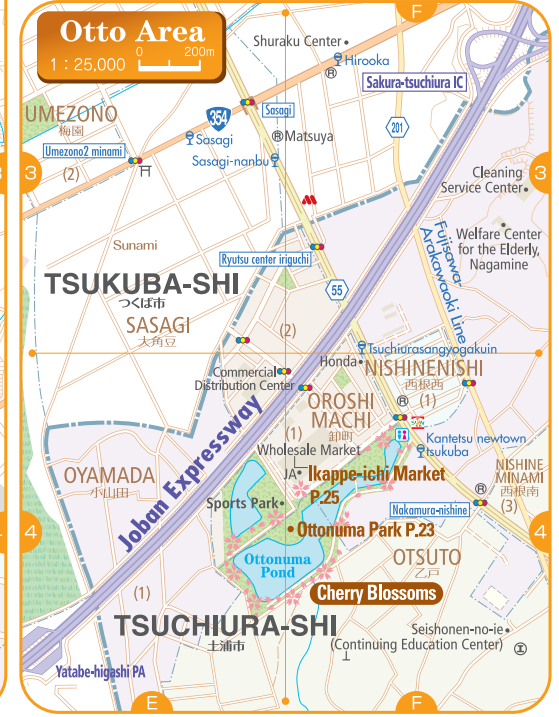 Otto Area
1 : 25,000
0 200m
F
Shuraku Center
Hirooka
Ⓡ
Sakura-tsuchiura IC
UMEZONO
梅園
(2)
354
Sasagi
Sasagi
201
Ⓡ Matsuya
Umezono2 minami
Sasagi-nanbu
3
3
Cleaning
Service Center
Welfare Center
for the Elderly,
Nagamine
Fujisawa-
Arakawaoki Line
Sunami
Ryutsu center iriguchi
TSUKUBA-SHI
つくば市
SASAGI
大角豆
55
(2)
Tsuchiurasangyogakuin
Honda
NISHINENISHI
西根西
(1)
Commercial
Distribution Center
OROSHI
MACHI
卸町
(1)
Ⓡ
Joban Expressway
Wholesale Market
JA
Kantetsu newtown
tsukuba
Ikappe-ichi Market
P.25
NISHINE
MINAMI
西根南
(3)
OYAMADA
小山田
(1)
Sports Park
Ⓡ
Nakamura-nishine
4
4
Ottonuma Park P.23
OTSUTO
乙戸
Ottonuma
Pond
Cherry Blossoms
TSUCHIURA-SHI
土浦市
Seishonen-no-ie
(Continuing Education Center)
Yatabe-higashi PA
E
F